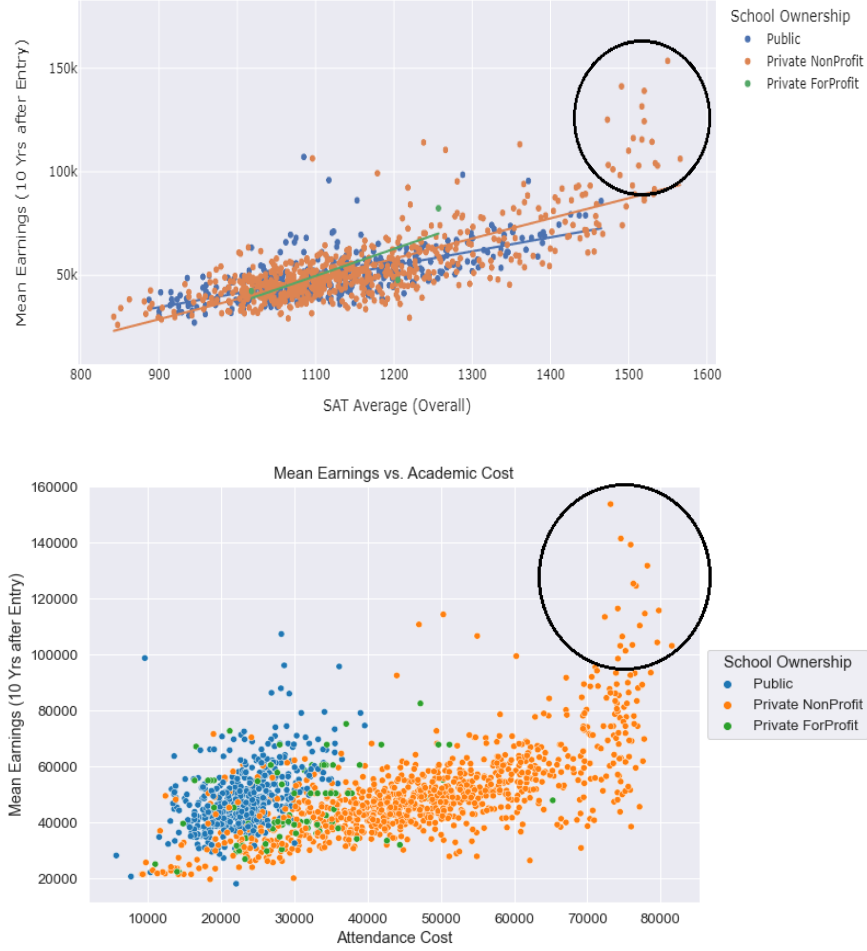 School Ownership
Public
Private NonProfit
Private ForProfit
Mean Earnings (10 Yrs after Entry)
150k
100k
50k
800 900 1000 1100 1200 1300 1400 1500 1600
SAT Average (Overall)
Mean Earnings vs. Academic Cost
Mean Earnings (10 Yrs after Entry)
160000
140000
120000
100000
80000
60000
40000
20000
School Ownership
Public
Private NonProfit
Private ForProfit
10000 20000 30000 40000 50000 60000 70000 80000
Attendance Cost